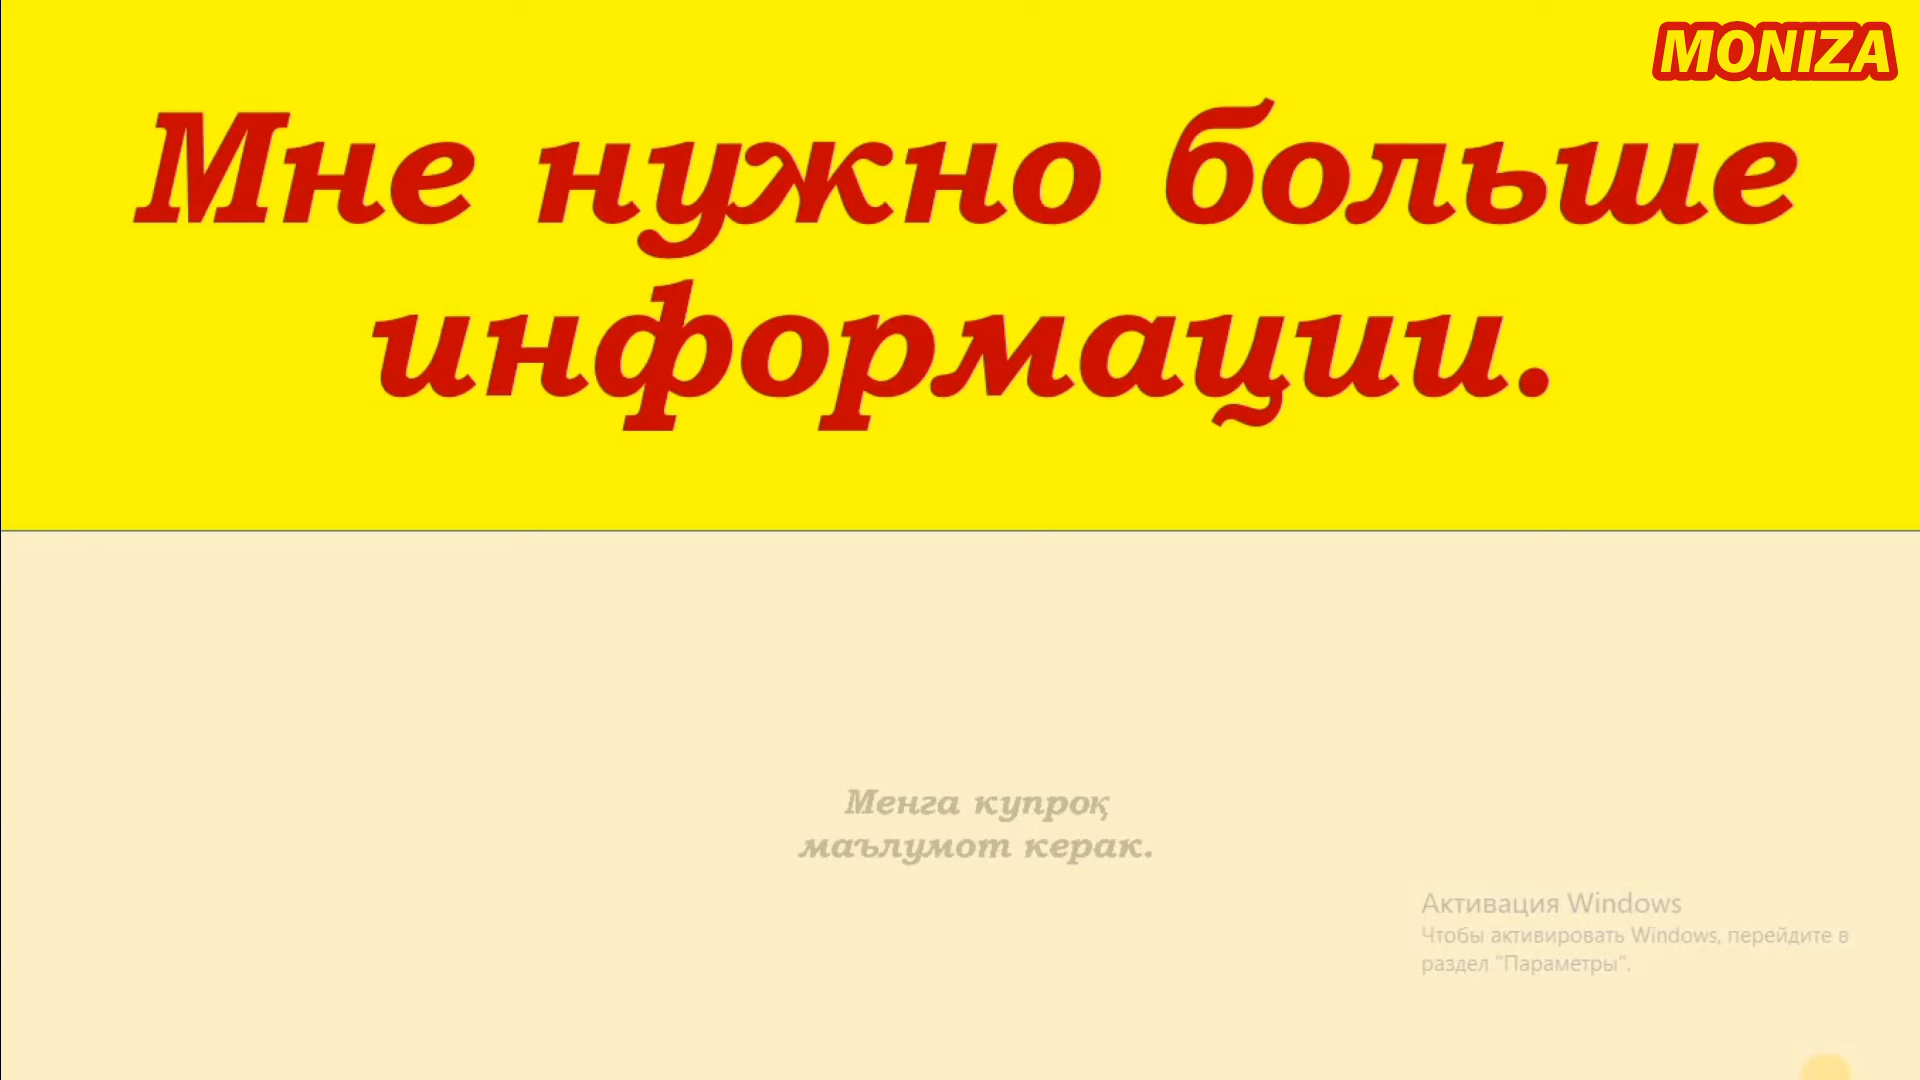 MONIZA
Мне нужно больше
информации.
Менга купроқ
маълумот керак.
Активация Windows
Чтобы активировать Windows, перейдите в
раздел "Параметры".